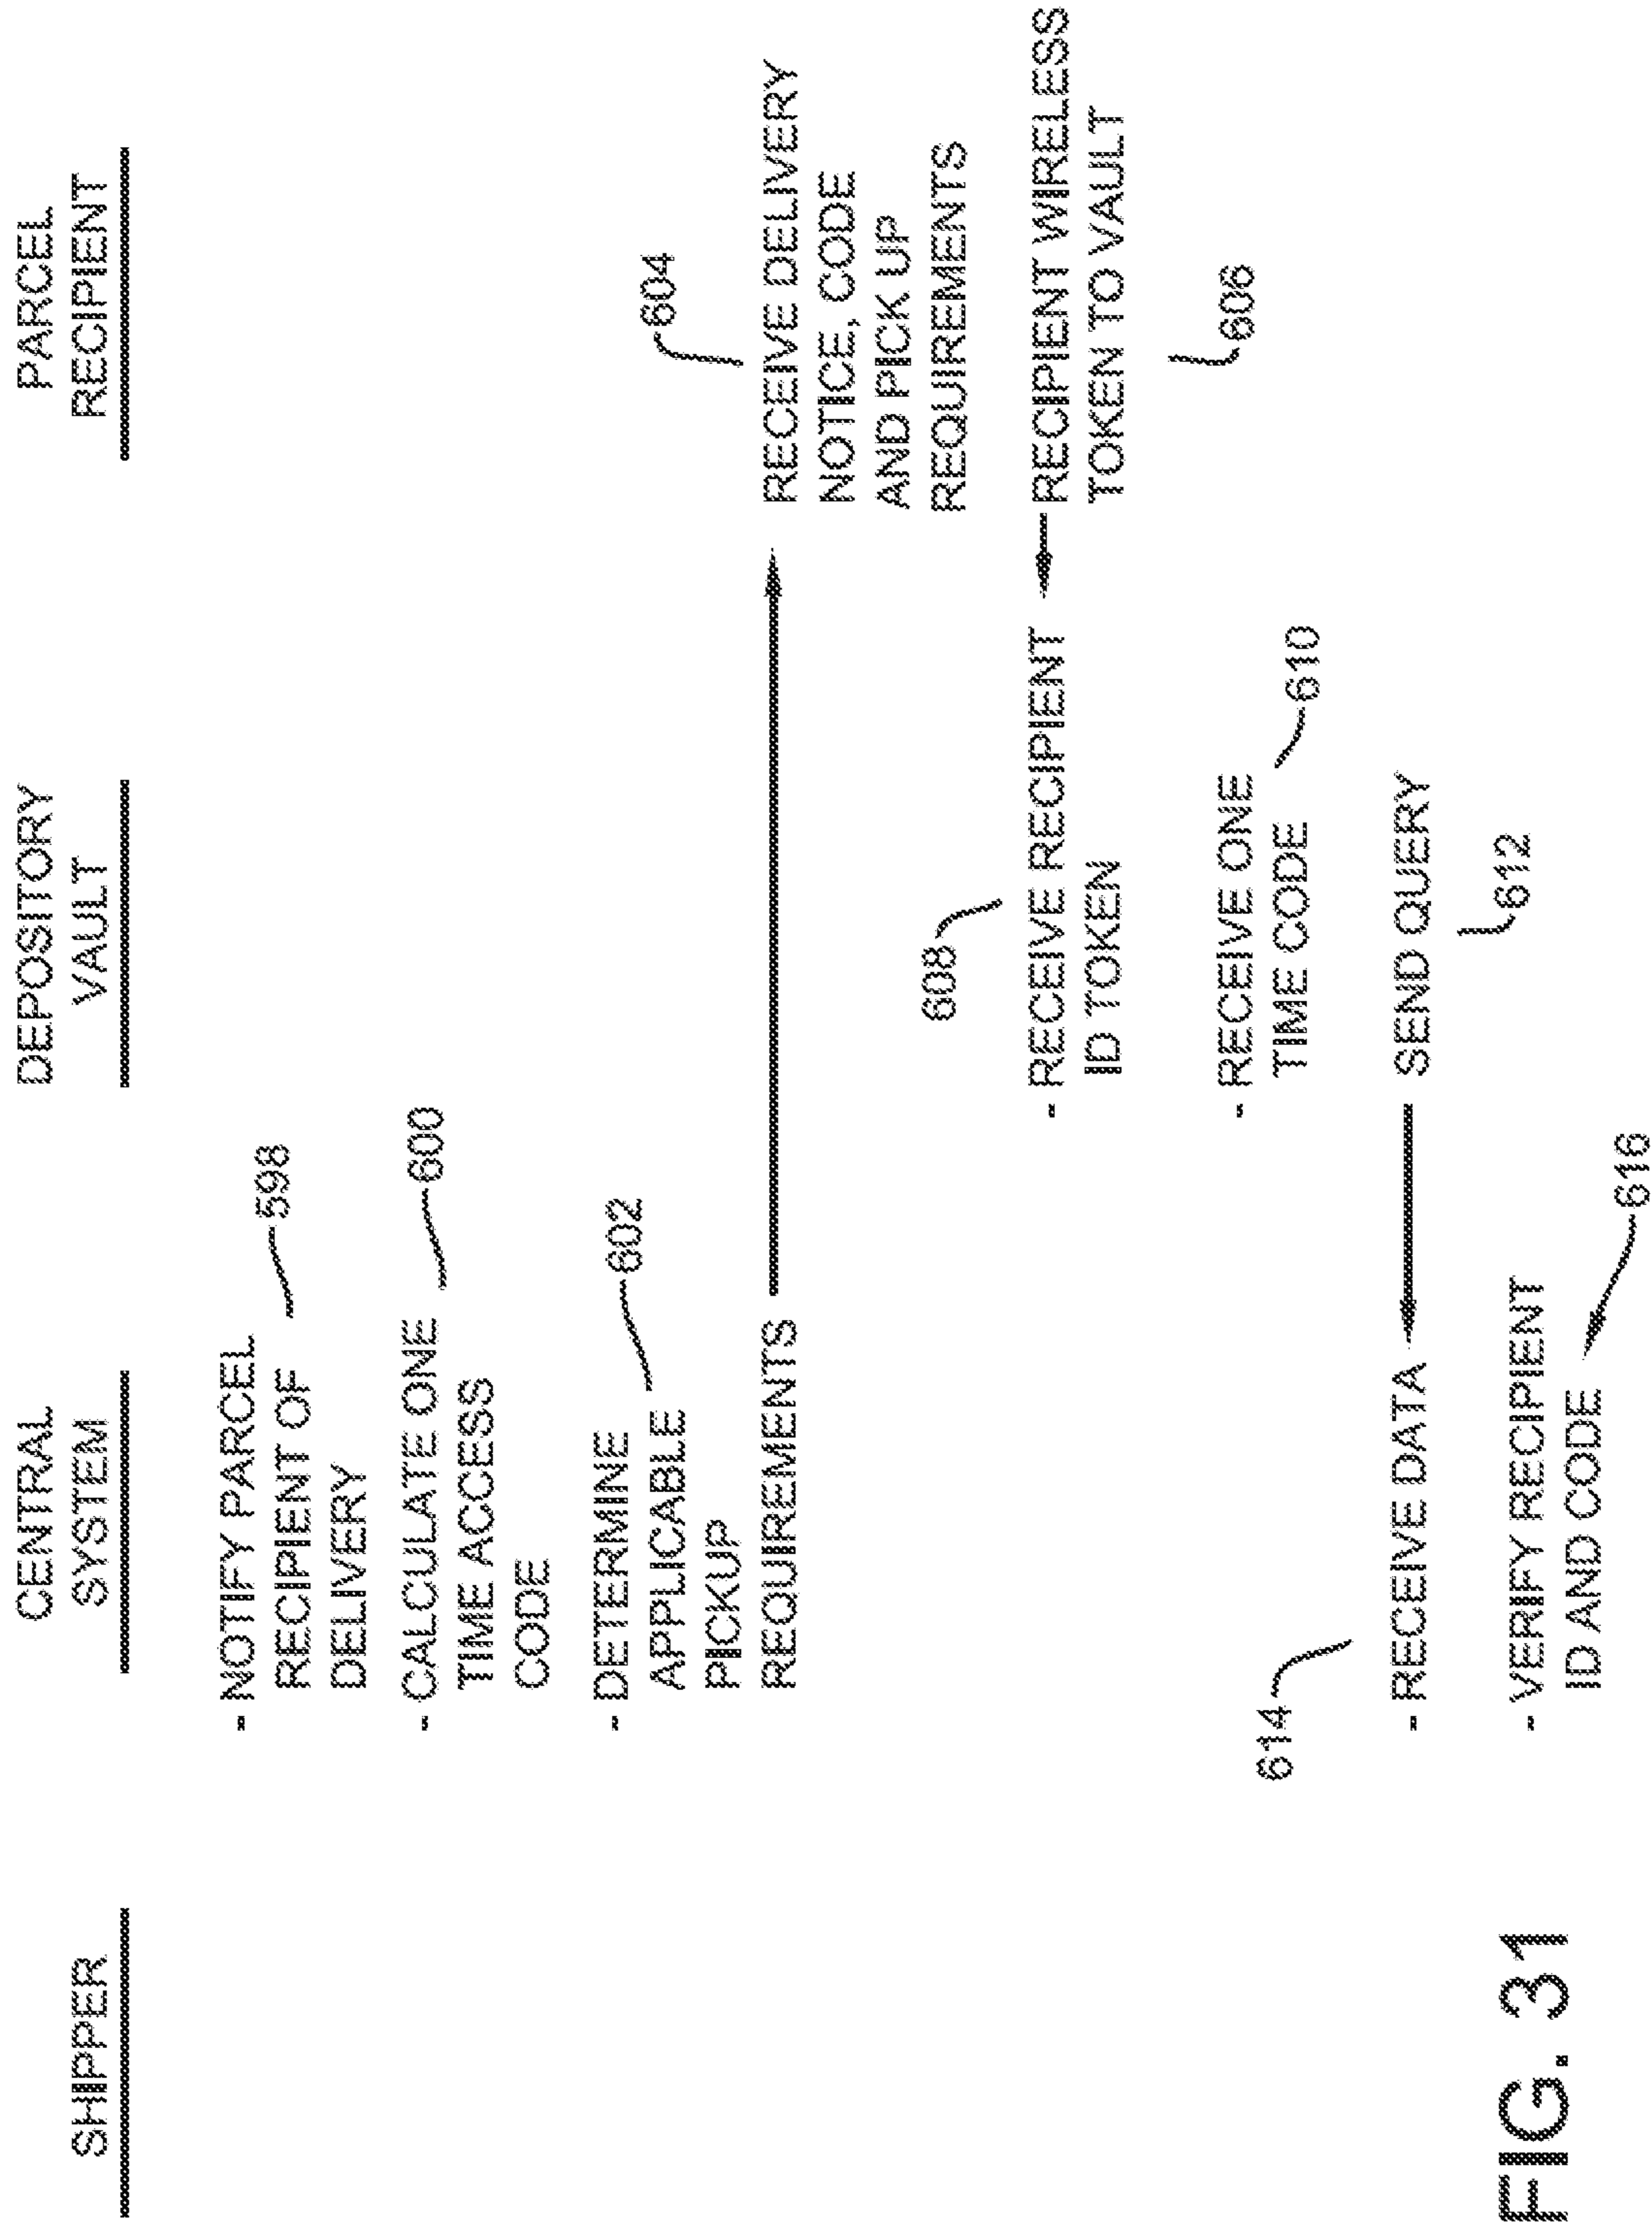 SHIPPER
CENTRAL
SYSTEM
DEPOSITORY
VAULT
PARCEL
RECIPIENT
- NOTIFY PARCEL
RECIPIENT OF
DELIVERY
598
- CALCULATE ONE
TIME ACCESS
CODE
600
- DETERMINE
APPLICABLE
PICKUP
REQUIREMENTS
602
604
RECEIVE DELIVERY
NOTICE, CODE
AND PICK UP
REQUIREMENTS
RECIPIENT WIRELESS
TOKEN TO VAULT
606
608
- RECEIVE RECIPIENT
ID TOKEN
- RECEIVE ONE
TIME CODE
610
SEND QUERY
612
614
- RECEIVE DATA
- VERIFY RECIPIENT
ID AND CODE
616
FIG. 31